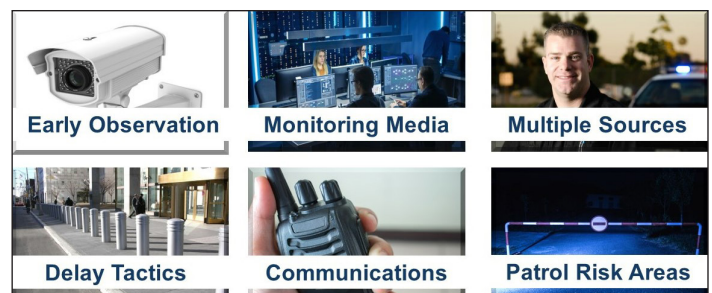 Early Observation
Monitoring Media
Multiple Sources
Delay Tactics
Communications
Patrol Risk Areas